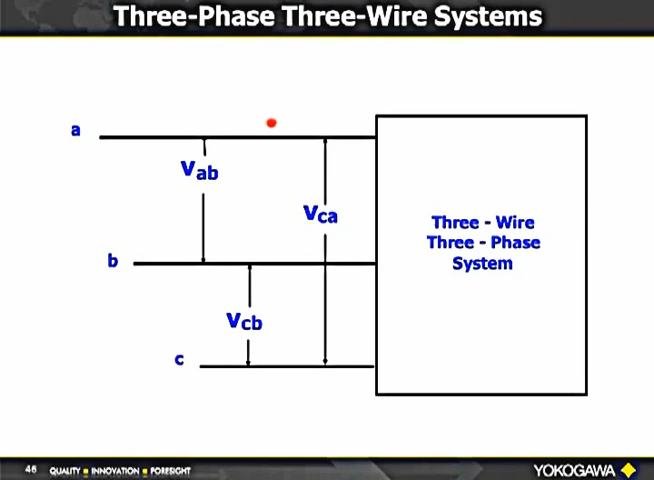 Three-Phase Three-Wire Systems
a
Vab
Vca
Three - Wire
Three - Phase
System
b
Vcb
c
46 QUALITY INNOVATION FORESIGHT
YOKOGAWA